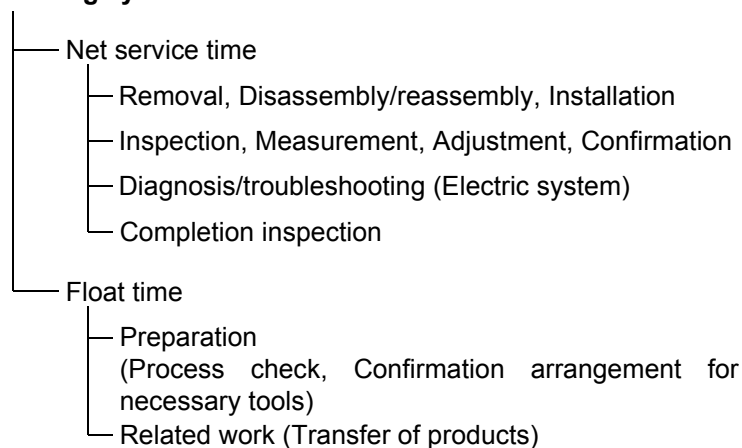 Net service time
Removal, Disassembly/reassembly, Installation
Inspection, Measurement, Adjustment, Confirmation
Diagnosis/troubleshooting (Electric system)
Completion inspection
Float time
Preparation
(Process check, Confirmation arrangement for
necessary tools)
Related work (Transfer of products)